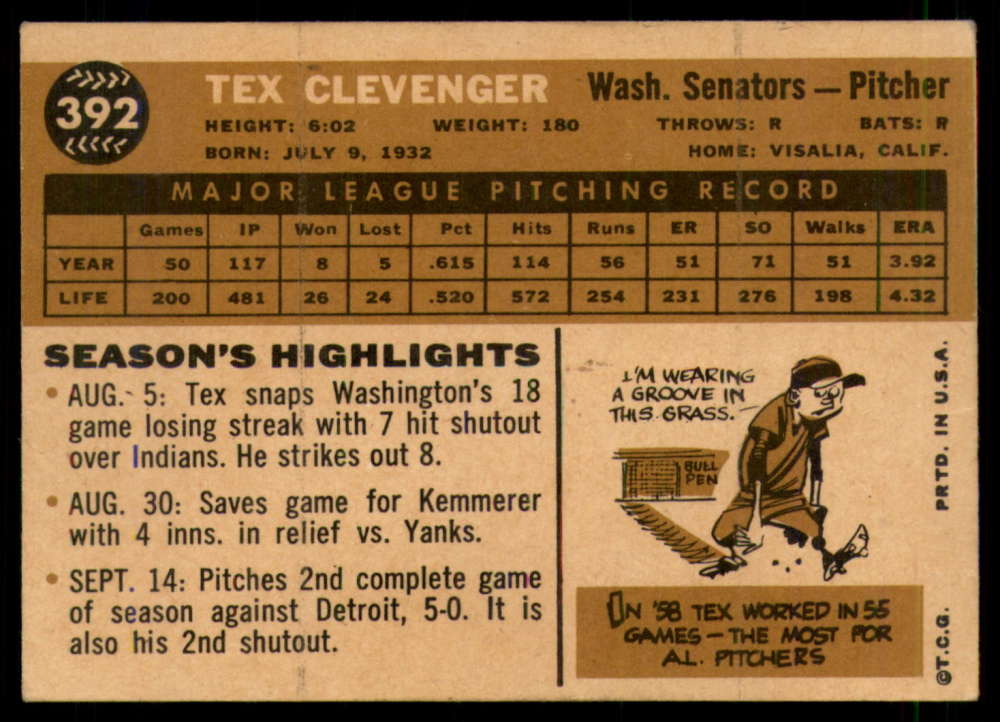 392
TEX CLEVENGER Wash. Senators — Pitcher
HEIGHT: 6:02 WEIGHT: 180 THROWS: R BATS: R
BORN: JULY 9, 1932 HOME: VISALIA, CALIF.
MAJOR LEAGUE PITCHING RECORD
Games IP Won Lost Pct Hits Runs ER SO Walks ERA
YEAR 50 117 8 5 .615 114 56 51 71 51 3.92
LIFE 200 481 26 24 .520 572 254 231 276 198 4.32
SEASON'S HIGHLIGHTS
• AUG. 5: Tex snaps Washington's 18
game losing streak with 7 hit shutout
over Indians. He strikes out 8.
• AUG. 30: Saves game for Kemmerer
with 4 inns. in relief vs. Yanks.
• SEPT. 14: Pitches 2nd complete game
of season against Detroit, 5-0. It is
also his 2nd shutout.
I'M WEARING
A GROOVE IN
THIS GRASS.
BULL
PEN
IN '58 TEX WORKED IN 55
GAMES — THE MOST FOR
A.L. PITCHERS
PRTD. IN U.S.A.
©T.C.G.